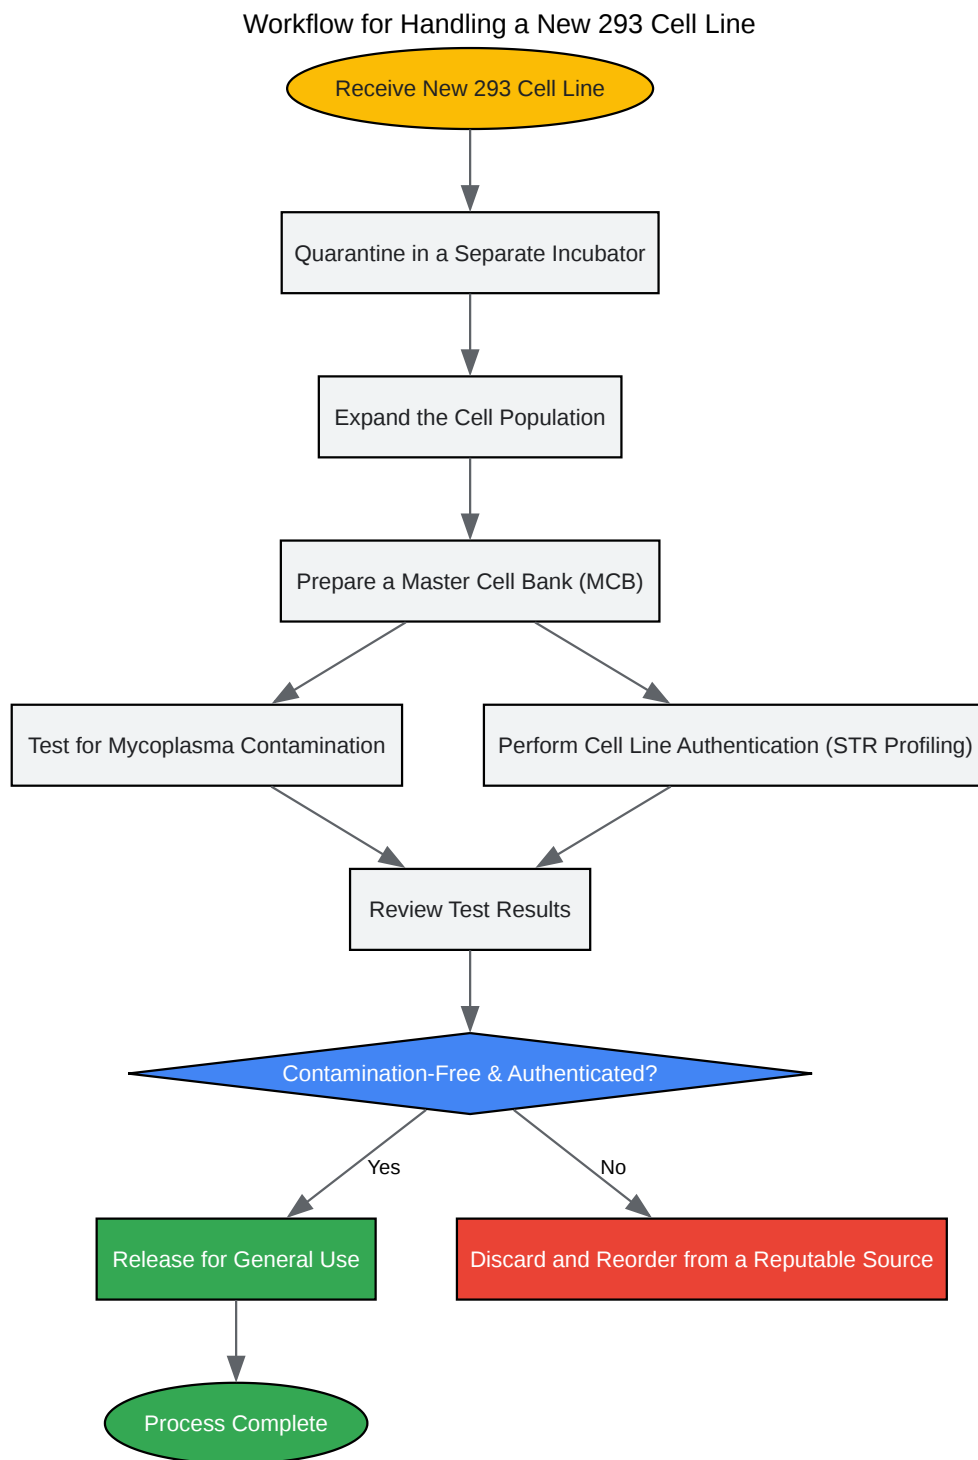 Workflow for Handling a New 293 Cell Line
Receive New 293 Cell Line
Quarantine in a Separate Incubator
Expand the Cell Population
Prepare a Master Cell Bank (MCB)
Test for Mycoplasma Contamination
Perform Cell Line Authentication (STR Profiling)
Review Test Results
Contamination-Free & Authenticated?
Yes
No
Release for General Use
Discard and Reorder from a Reputable Source
Process Complete